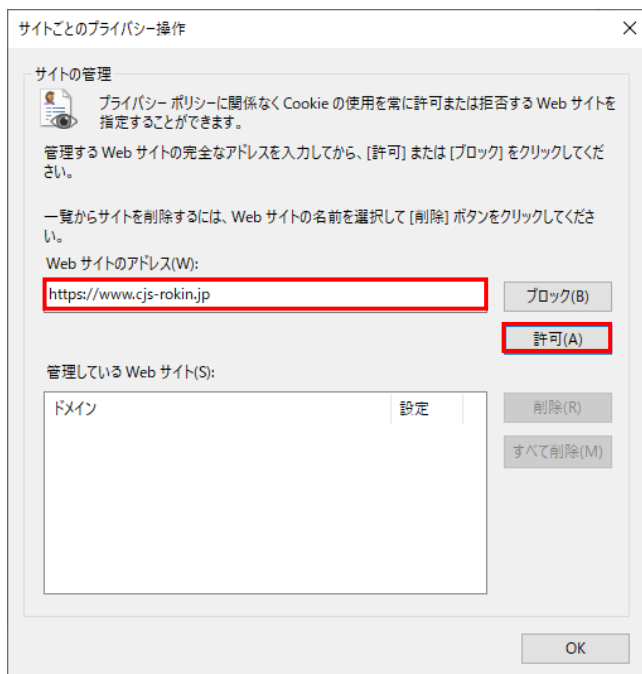 サイトごとのプライバシー操作
サイトの管理
プライバシー ポリシーに関係なく Cookie の使用を常に許可または拒否する Web サイトを
指定することができます。
管理する Web サイトの完全なアドレスを入力してから、[許可] または [ブロック] をクリックしてくだ
さい。
一覧からサイトを削除するには、Web サイトの名前を選択して [削除] ボタンをクリックしてくださ
い。
Web サイトのアドレス(W):
https://www.cjs-rokin.jp
ブロック(B)
許可(A)
管理している Web サイト(S):
ドメイン 設定
削除(R)
すべて削除(M)
OK